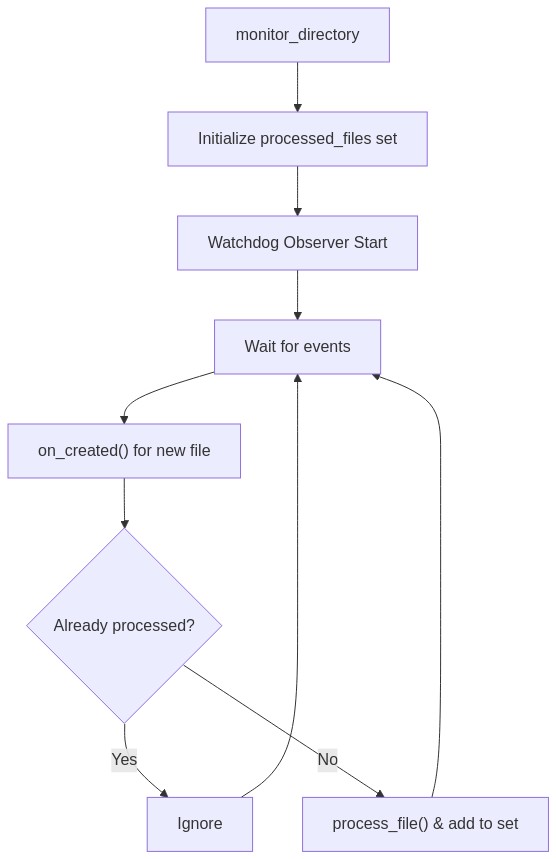 monitor_directory
Initialize processed_files set
Watchdog Observer Start
Wait for events
on_created() for new file
Already processed?
Yes
No
Ignore
process_file() & add to set